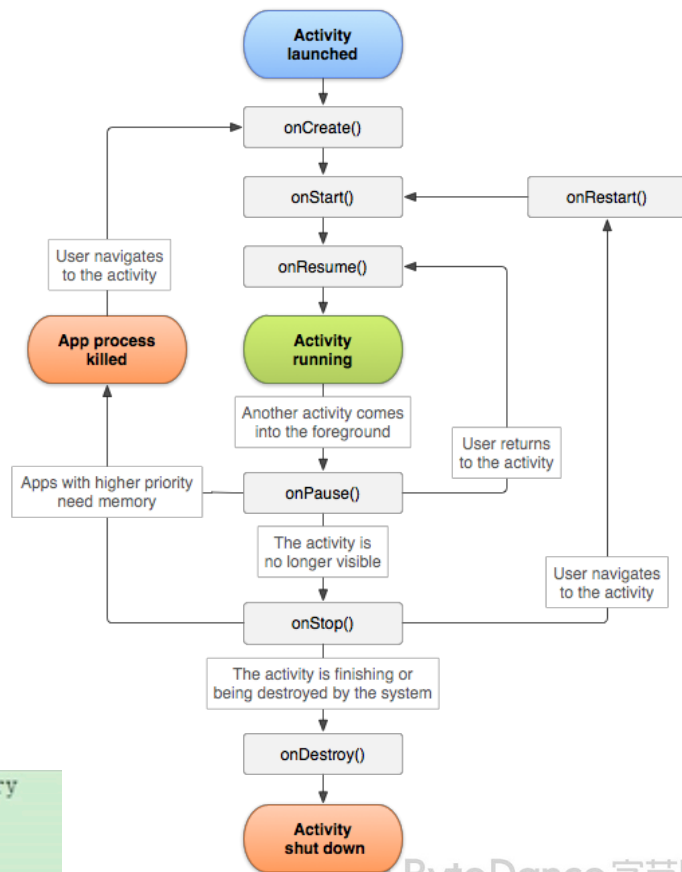 Activity
launched
onCreate()
onStart()
onRestart()
onResume()
User navigates
to the activity
App process
killed
Activity
running
Another activity comes
into the foreground
User returns
to the activity
Apps with higher priority
need memory
onPause()
The activity is
no longer visible
User navigates
to the activity
onStop()
The activity is finishing or
being destroyed by the system
onDestroy()
ry
Activity
shut down
ByteDance